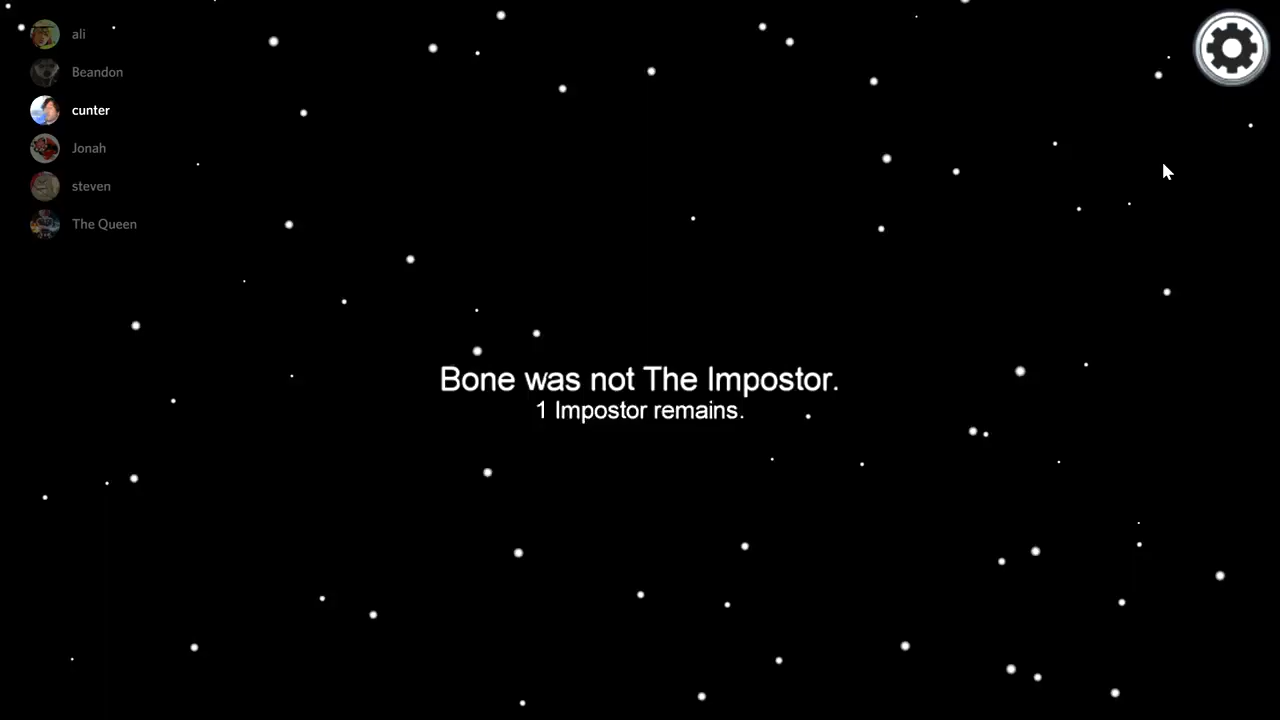 ali
Beandon
cunter
Jonah
steven
The Queen
Bone was not The Impostor.
1 Impostor remains.